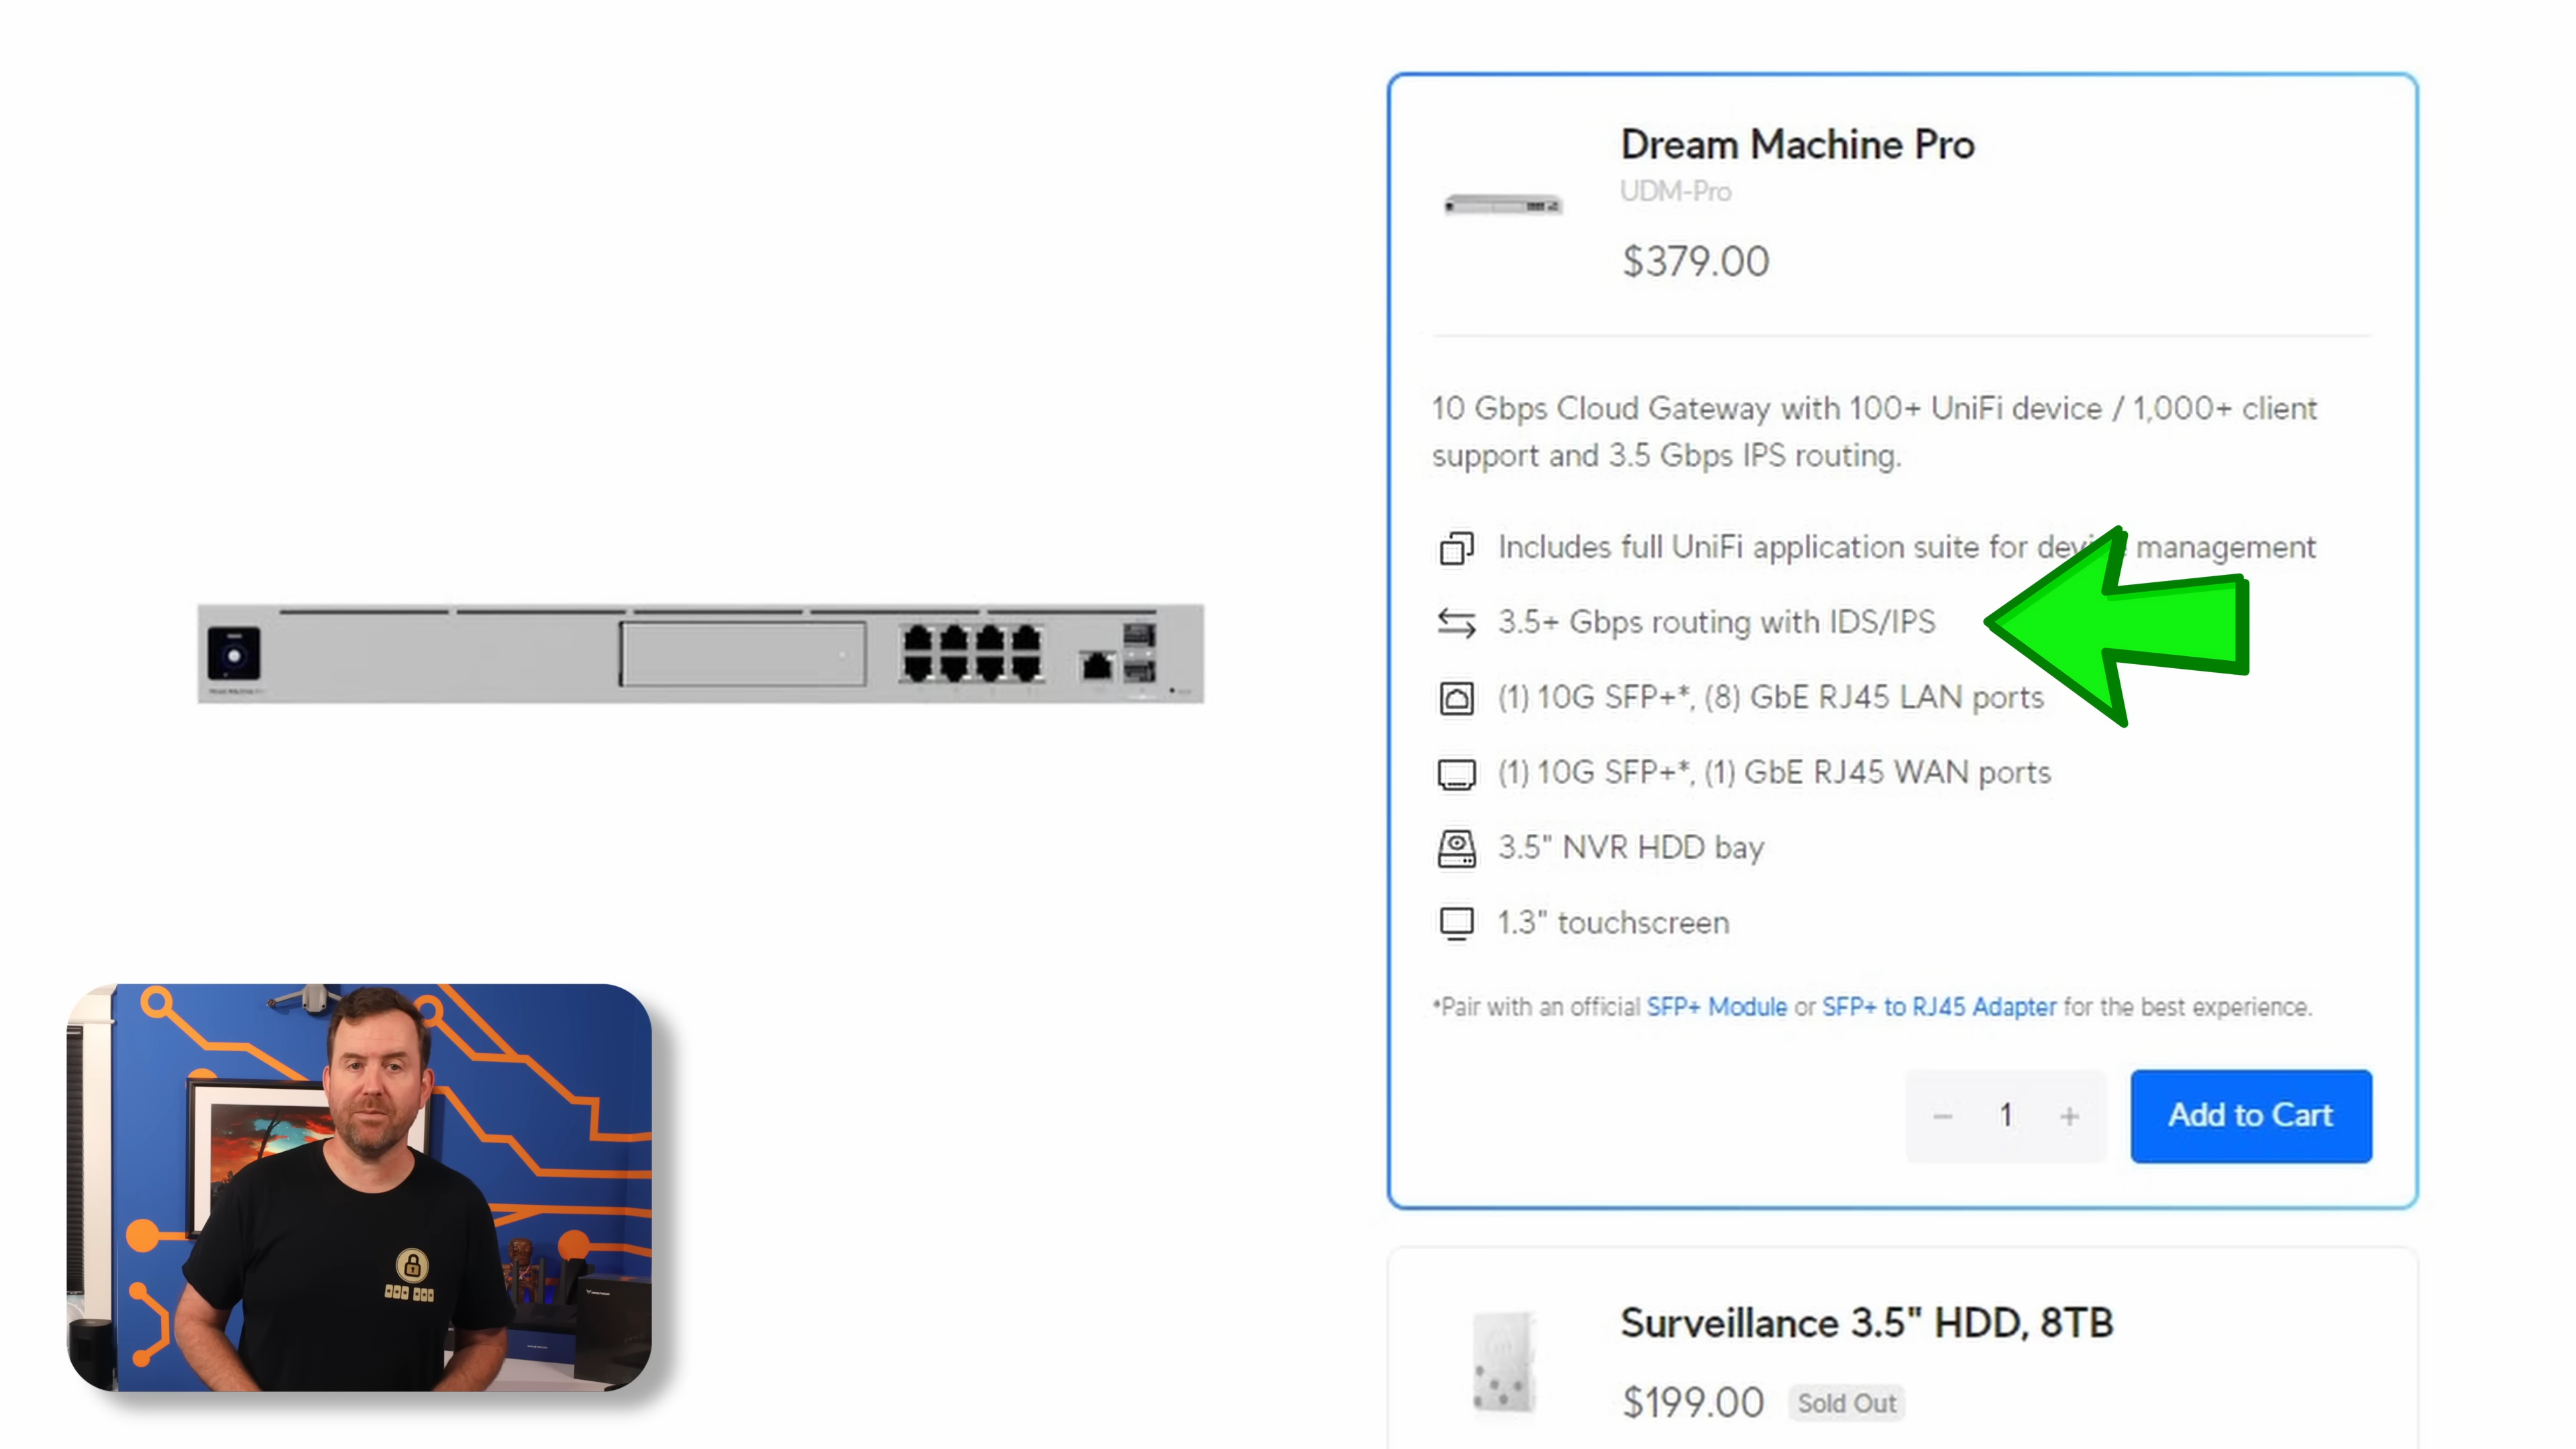 Dream Machine Pro
UDM-Pro
$379.00
10 Gbps Cloud Gateway with 100+ UniFi device / 1,000+ client
support and 3.5 Gbps IPS routing.
Includes full UniFi application suite for management
3.5+ Gbps routing with IDS/IPS
(1) 10G SFP+*, (8) GbE RJ45 LAN ports
(1) 10G SFP+*, (1) GbE RJ45 WAN ports
3.5" NVR HDD bay
1.3" touchscreen
*Pair with an official SFP+ Module or SFP+ to RJ45 Adapter for the best experience.
− 1 +
Add to Cart
Surveillance 3.5" HDD, 8TB
$199.00 Sold Out